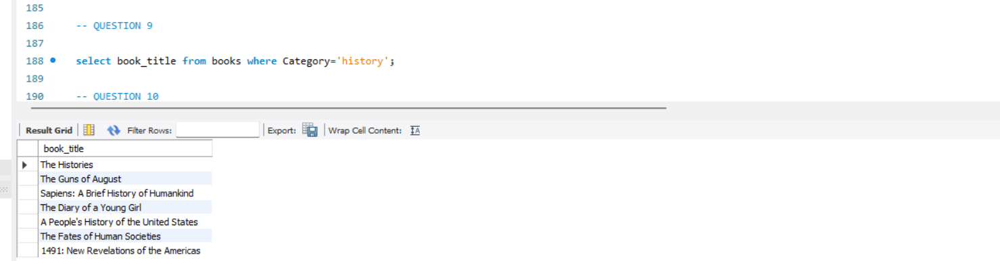 185
186 -- QUESTION 9
187
188 select book_title from books where Category='history';
189
190 -- QUESTION 10
Result Grid Filter Rows: Export: Wrap Cell Content: IA
book_title
The Histories
The Guns of August
Sapiens: A Brief History of Humankind
The Diary of a Young Girl
A People's History of the United States
The Fates of Human Societies
1491: New Revelations of the Americas